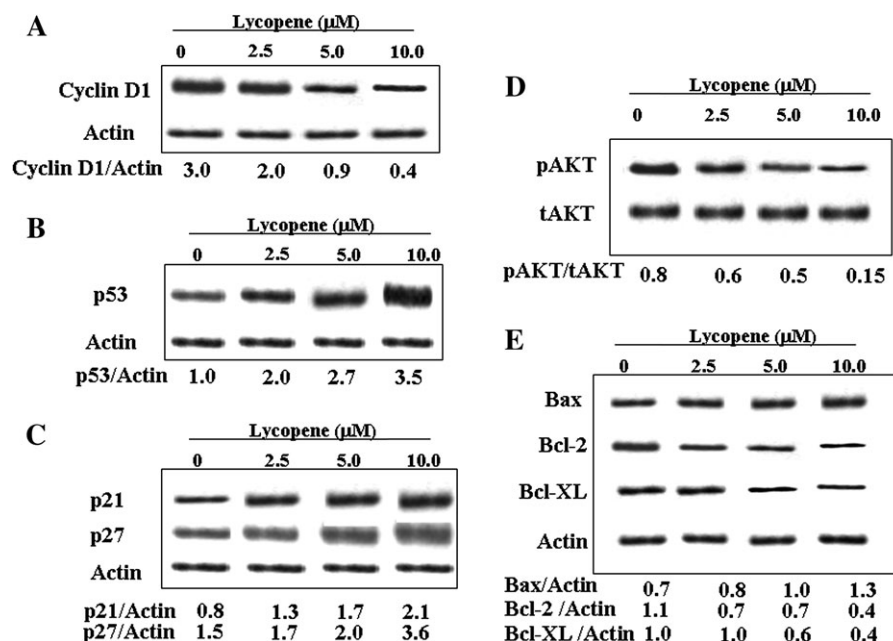 A
Lycopene (µM)
0 2.5 5.0 10.0
Cyclin D1
Actin
Cyclin D1/Actin 3.0 2.0 0.9 0.4
B
Lycopene (µM)
0 2.5 5.0 10.0
p53
Actin
p53/Actin 1.0 2.0 2.7 3.5
C
Lycopene (µM)
0 2.5 5.0 10.0
p21
p27
Actin
p21/Actin 0.8 1.3 1.7 2.1
p27/Actin 1.5 1.7 2.0 3.6
D
Lycopene (µM)
0 2.5 5.0 10.0
pAKT
tAKT
pAKT/tAKT 0.8 0.6 0.5 0.15
E
Lycopene (µM)
0 2.5 5.0 10.0
Bax
Bcl-2
Bcl-XL
Actin
Bax/Actin 0.7 0.8 1.0 1.3
Bcl-2 /Actin 1.1 0.7 0.7 0.4
Bcl-XL /Actin 1.0 1.0 0.6 0.4